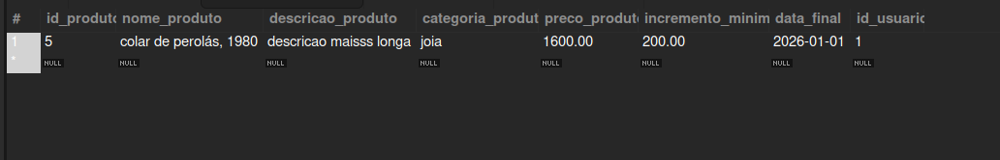 # id_produto nome_produto descricao_produto categoria_produt preco_produto incremento_minim data_final id_usuario
1 5 colar de perolás, 1980 descricao maisss longa joia 1600.00 200.00 2026-01-01 1
* NULL NULL NULL NULL NULL NULL NULL NULL